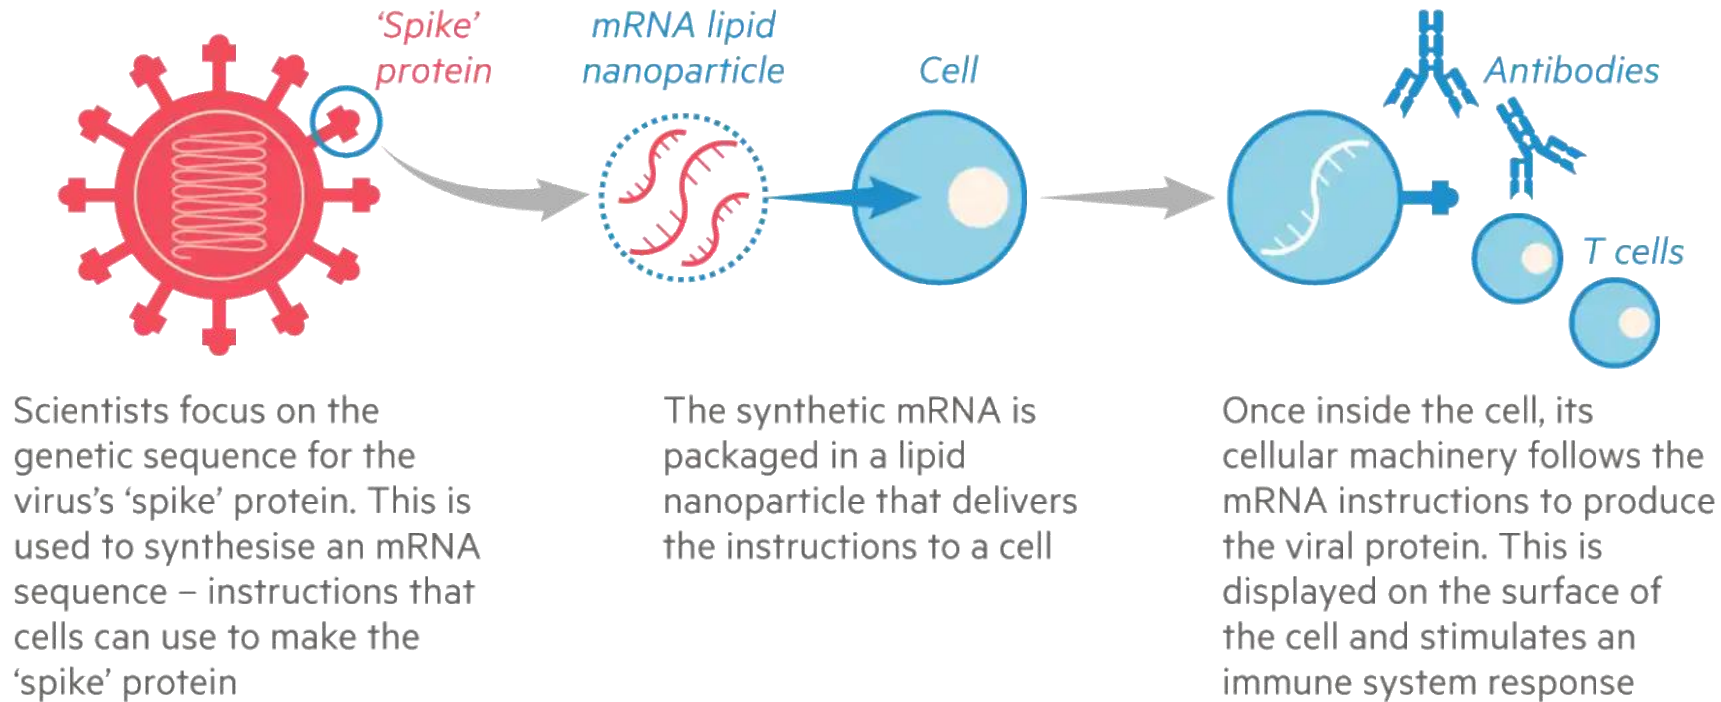 ‘Spike’
protein
mRNA lipid
nanoparticle
Cell
Antibodies
T cells
Scientists focus on the
genetic sequence for the
virus’s ‘spike’ protein. This is
used to synthesise an mRNA
sequence – instructions that
cells can use to make the
‘spike’ protein
The synthetic mRNA is
packaged in a lipid
nanoparticle that delivers
the instructions to a cell
Once inside the cell, its
cellular machinery follows the
mRNA instructions to produce
the viral protein. This is
displayed on the surface of
the cell and stimulates an
immune system response